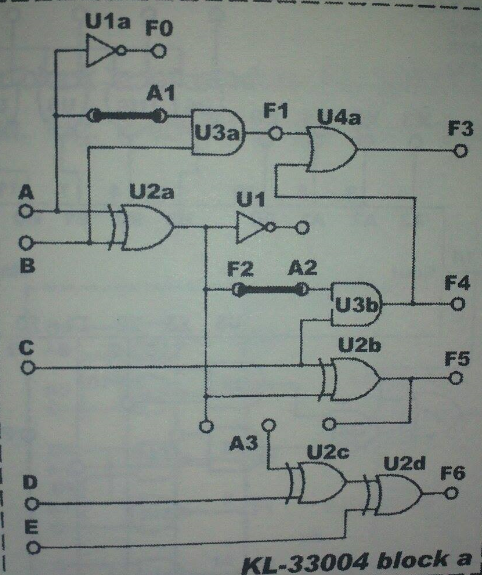 U1a F0
A1
F1 U4a
U3a
F3
A
U2a
U1
B
F2 A2
F4
U3b
C
U2b
F5
A3
U2c
U2d
F6
D
E
KL-33004 block a